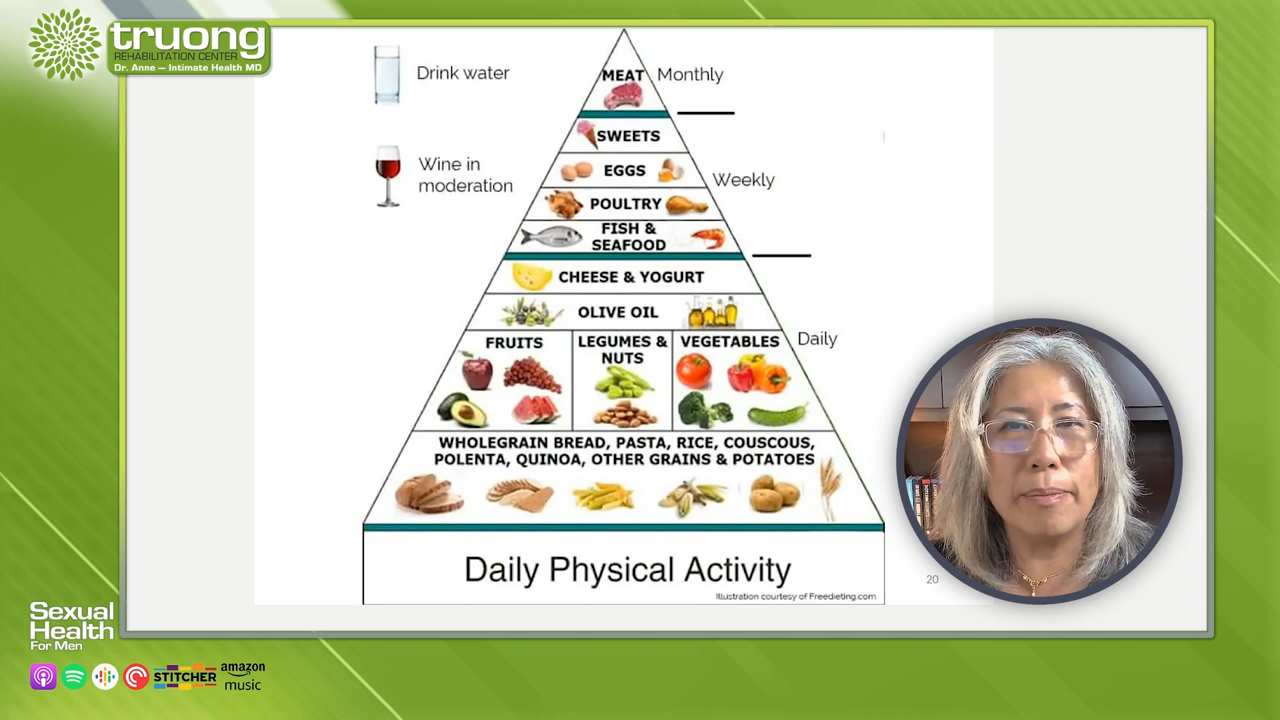 truong
REHABILITATION CENTER
Dr. Anne — Intimate Health MD
Drink water
Wine in
moderation
MEAT
Monthly
SWEETS
EGGS
Weekly
POULTRY
FISH &
SEAFOOD
CHEESE & YOGURT
OLIVE OIL
Daily
FRUITS
LEGUMES &
NUTS
VEGETABLES
WHOLEGRAIN BREAD, PASTA, RICE, COUSCOUS,
POLENTA, QUINOA, OTHER GRAINS & POTATOES
Daily Physical Activity
Illustration courtesy of Freedieting.com
20
Sexual
Health
For Men
STITCHER
amazon
music